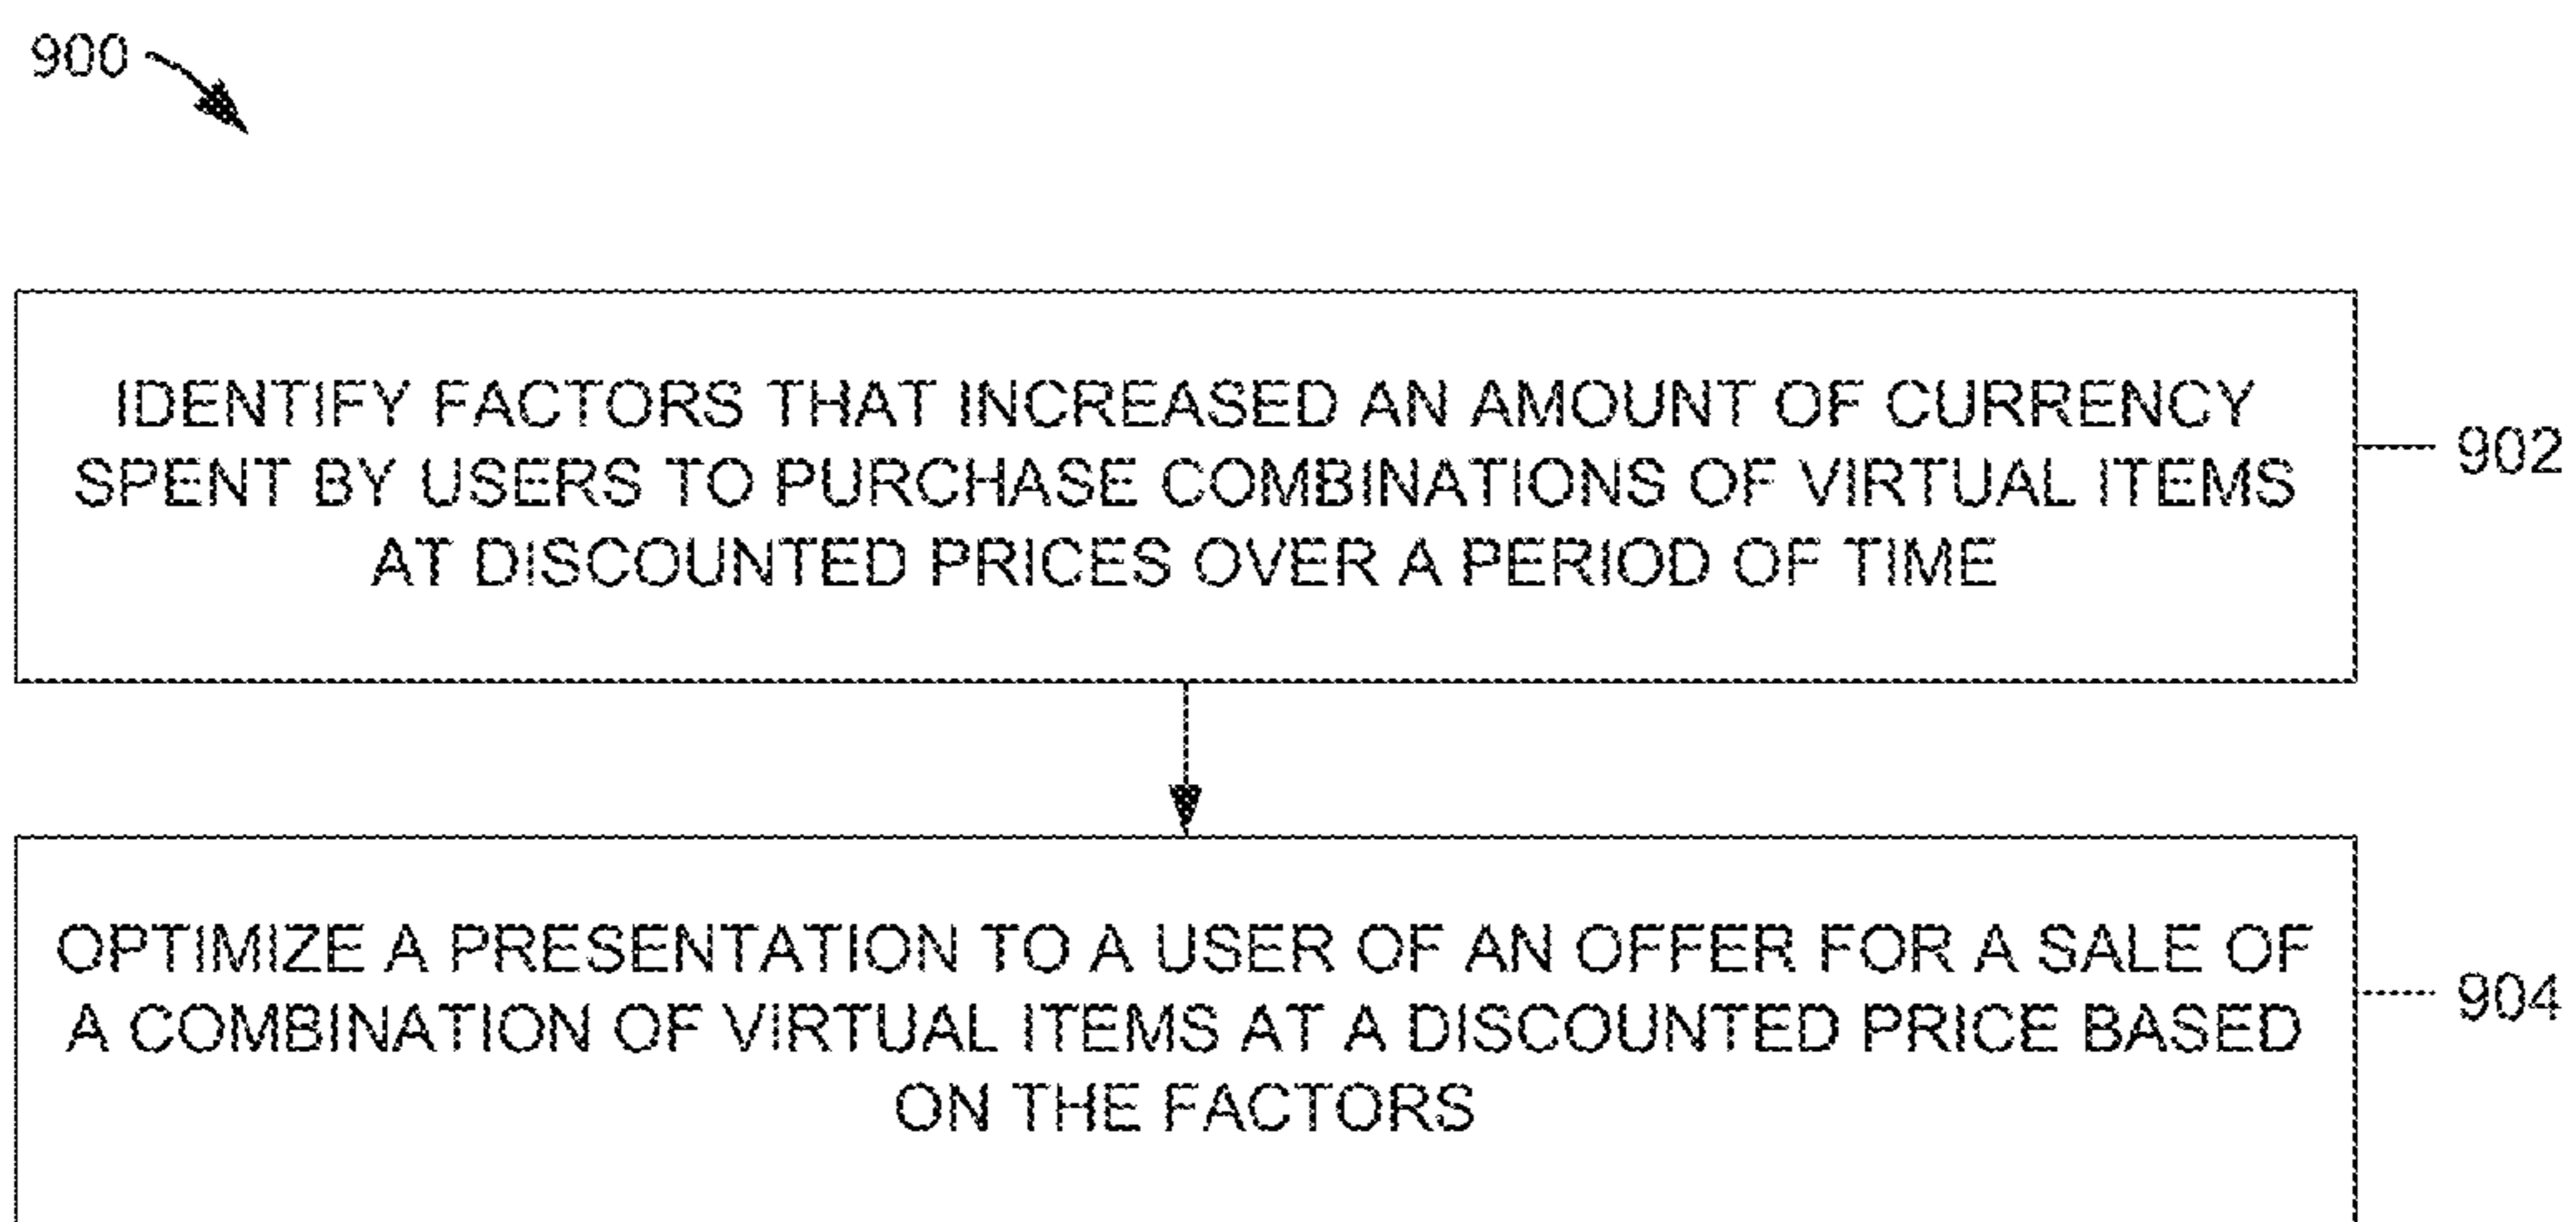 900
IDENTIFY FACTORS THAT INCREASED AN AMOUNT OF CURRENCY
SPENT BY USERS TO PURCHASE COMBINATIONS OF VIRTUAL ITEMS
AT DISCOUNTED PRICES OVER A PERIOD OF TIME
902
OPTIMIZE A PRESENTATION TO A USER OF AN OFFER FOR A SALE OF
A COMBINATION OF VIRTUAL ITEMS AT A DISCOUNTED PRICE BASED
ON THE FACTORS
904